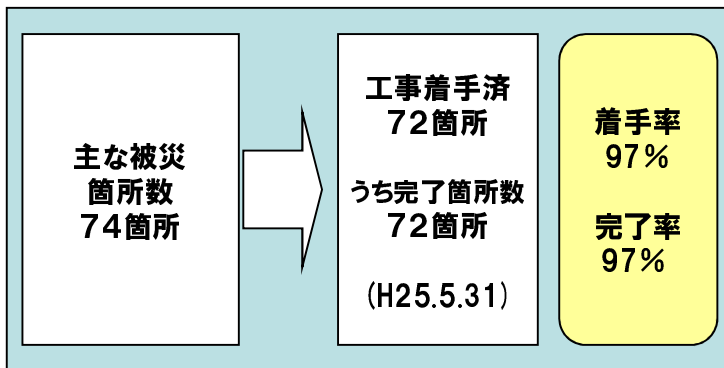 主な被災
箇所数
７４箇所
工事着手済
７２箇所
うち完了箇所数
７２箇所
(H25.5.31)
着手率
97%
完了率
97%